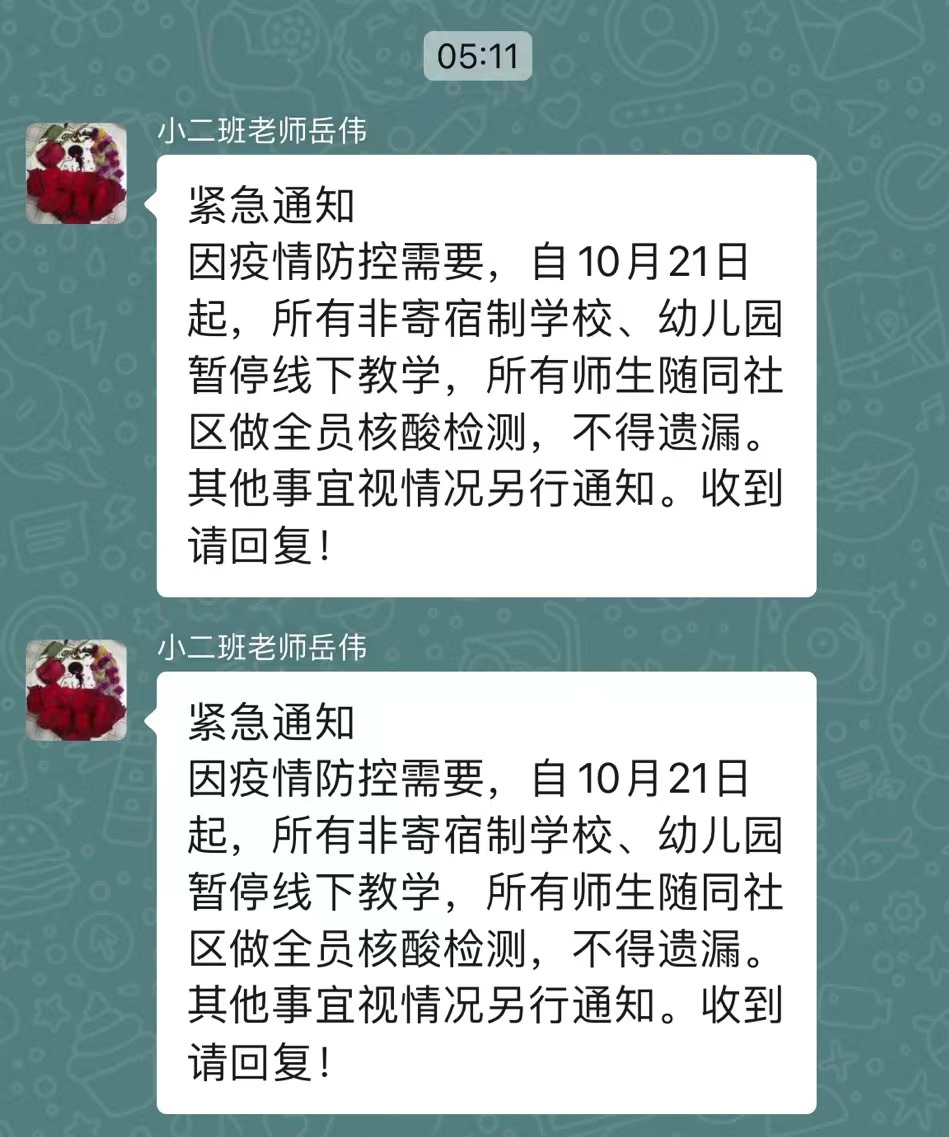 05:11
小二班老师岳伟
紧急通知
因疫情防控需要，自10月21日
起，所有非寄宿制学校、幼儿园
暂停线下教学，所有师生随同社
区做全员核酸检测，不得遗漏。
其他事宜视情况另行通知。收到
请回复！
小二班老师岳伟
紧急通知
因疫情防控需要，自10月21日
起，所有非寄宿制学校、幼儿园
暂停线下教学，所有师生随同社
区做全员核酸检测，不得遗漏。
其他事宜视情况另行通知。收到
请回复！